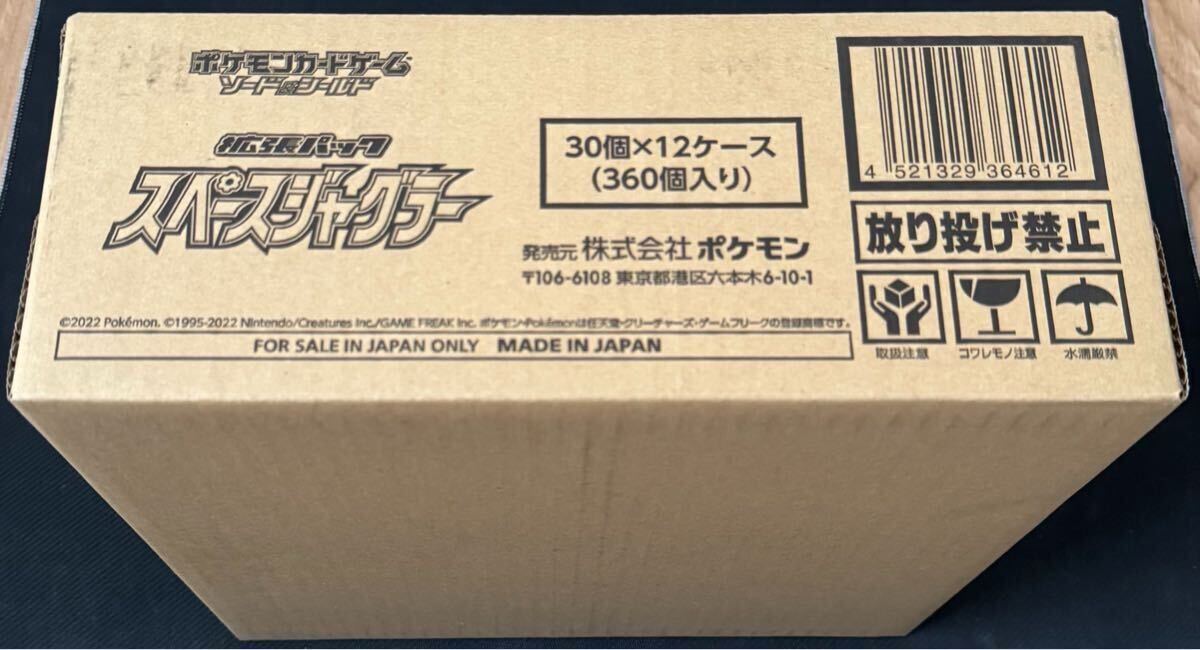 ポケモンカードゲーム
ソード&シールド
拡張パック
スペースジャグラー
30個×12ケース
(360個入り)
発売元 株式会社 ポケモン
〒106-6108 東京都港区六本木6-10-1
©2022 Pokémon. ©1995-2022 Nintendo/Creatures Inc./GAME FREAK inc. ポケモン・Pokémonは任天堂・クリーチャーズ・ゲームフリークの登録商標です。
FOR SALE IN JAPAN ONLY MADE IN JAPAN
4 521329 364612
放り投げ禁止
取扱注意 コワレモノ注意 水濡厳禁